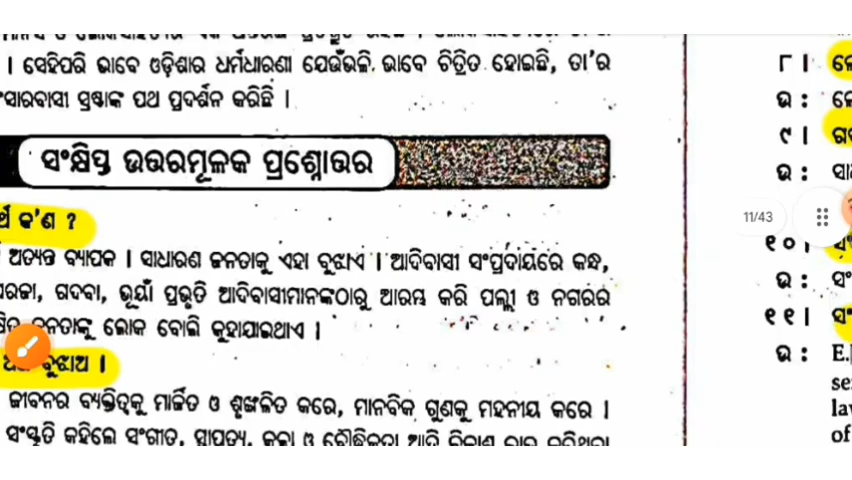 । ସେହିପରି ଭାବେ ଓଡ଼ିଶାର ଧର୍ମଧାରଣା ଯେଉଁଭଳି ଭାବେ ଚିତ୍ରିତ ହୋଇଛି, ତା'ର
ସାରବାସୀ ସ୍ରଷ୍ଟାଙ୍କ ପଥ ପ୍ରଦର୍ଶନ କରିଛି ।
ସଂକ୍ଷିପ୍ତ ଉତ୍ତରମୂଳକ ପ୍ରଶ୍ନୋତ୍ତର
ର୍ଥ କ'ଣ ?
ଅତ୍ୟନ୍ତ ବ୍ୟାପକ । ସାଧାରଣ ଜନତାକୁ ଏହା ବୁଝାଏ । ଆଦିବାସୀ ସଂପ୍ରଦାୟରେ କନ୍ଧ,
ପରଜା, ଗଦବା, ଭୂୟାଁ ପ୍ରଭୃତି ଆଦିବାସୀମାନଙ୍କଠାରୁ ଆରମ୍ଭ କରି ପଲ୍ଲୀ ଓ ନଗରର
ଜନତାଙ୍କୁ ଲୋକ ବୋଲି କୁହାଯାଇଥାଏ ।
ବୁଝାଅ ।
ଜୀବନର ବ୍ୟକ୍ତିତ୍ୱକୁ ମାର୍ଜିତ ଓ ଶୃଙ୍ଖଳିତ କରେ, ମାନବିକ ଗୁଣକୁ ମହନୀୟ କରେ ।
ସଂସ୍କୃତି କହିଲେ ସଂଗୀତ, ସ୍ଥାପତ୍ୟ, କଳା ଓ ବୌଦ୍ଧିକତା ଆଦି
୮ । ଲୋ
ଉ : ଲୋ
୯ । ଗଦ
ଉ : ସା
11/43
୧୦ । ସଂ
ଉ : ସଂ
୧୧ । ସଂ
ଉ : E.
se
lav
of